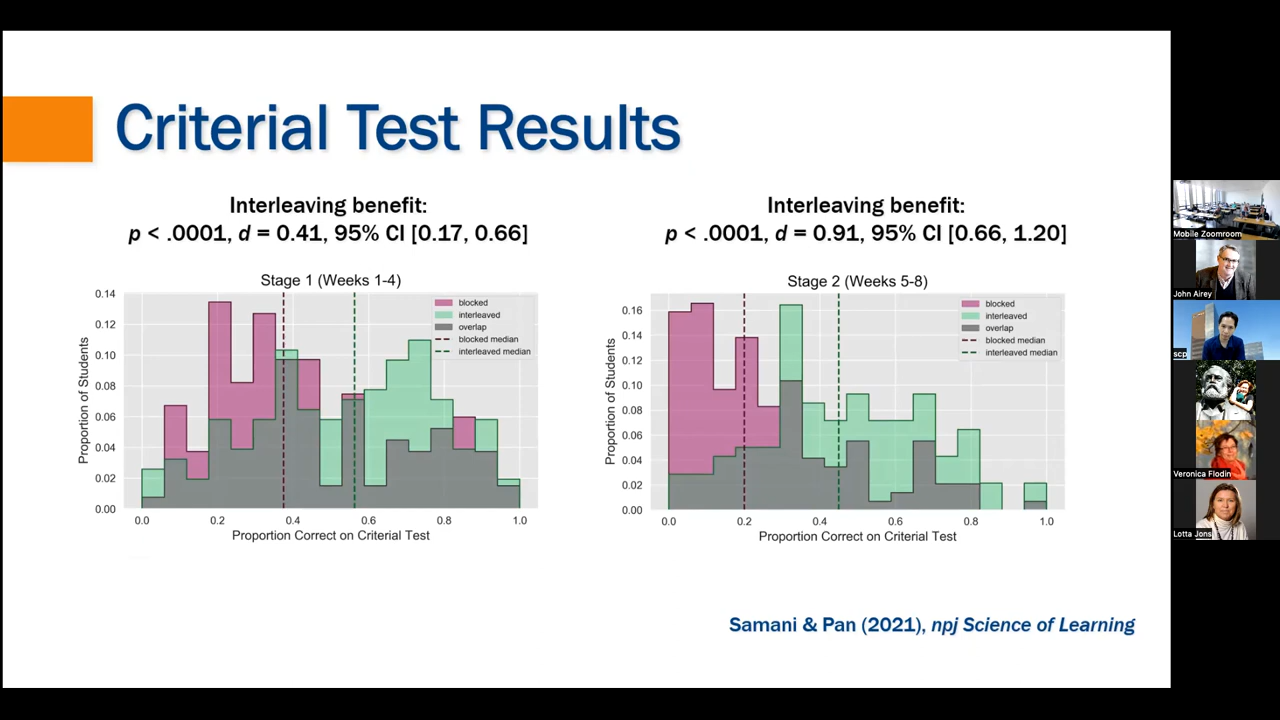 Criterial Test Results
Interleaving benefit:
p < .0001, d = 0.41, 95% CI [0.17, 0.66]
Stage 1 (Weeks 1-4)
0.14
0.12
0.10
0.08
0.06
0.04
0.02
0.00
Proportion of Students
blocked
interleaved
overlap
blocked median
interleaved median
0.0 0.2 0.4 0.6 0.8 1.0
Proportion Correct on Criterial Test
Interleaving benefit:
p < .0001, d = 0.91, 95% CI [0.66, 1.20]
Stage 2 (Weeks 5-8)
0.16
0.14
0.12
0.10
0.08
0.06
0.04
0.02
0.00
Proportion of Students
blocked
interleaved
overlap
blocked median
interleaved median
0.0 0.2 0.4 0.6 0.8 1.0
Proportion Correct on Criterial Test
Samani & Pan (2021), npj Science of Learning
Mobile Zoomroom
John Airey
scp
Veronica Flodin
Lotta Jons